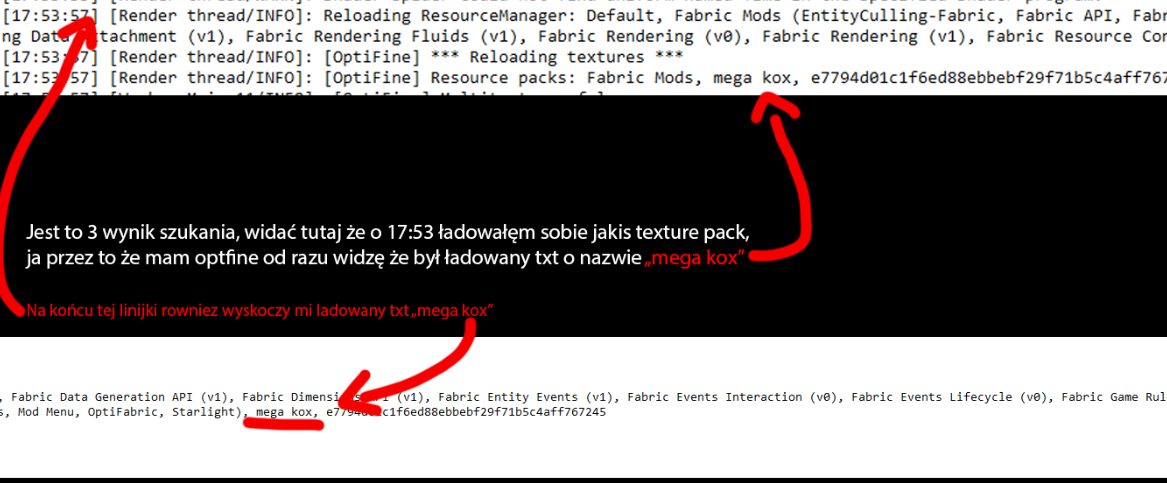 [17:53:57] [Render thread/INFO]: Reloading ResourceManager: Default, Fabric Mods (EntityCulling-Fabric, Fabric API, Fabr
ng Data Attachment (v1), Fabric Rendering Fluids (v1), Fabric Rendering (v0), Fabric Rendering (v1), Fabric Resource Con
[17:53:57] [Render thread/INFO]: [OptiFine] *** Reloading textures ***
[17:53:57] [Render thread/INFO]: [OptiFine] Resource packs: Fabric Mods, mega kox, e7794d01c1f6ed88ebbebf29f71b5c4aff767
Jest to 3 wynik szukania, widać tutaj że o 17:53 ładowałęm sobie jakis texture pack,
ja przez to że mam optfine od razu widzę że był ładowany txt o nazwie „mega kox”
Na końcu tej linijki rowniez wyskoczy mi ladowany txt „mega kox”
, Fabric Data Generation API (v1), Fabric Dimensions API (v1), Fabric Entity Events (v1), Fabric Events Interaction (v0), Fabric Events Lifecycle (v0), Fabric Game Rul
s, Mod Menu, OptiFabric, Starlight), mega kox, e7794d01c1f6ed88ebbebf29f71b5c4aff767245